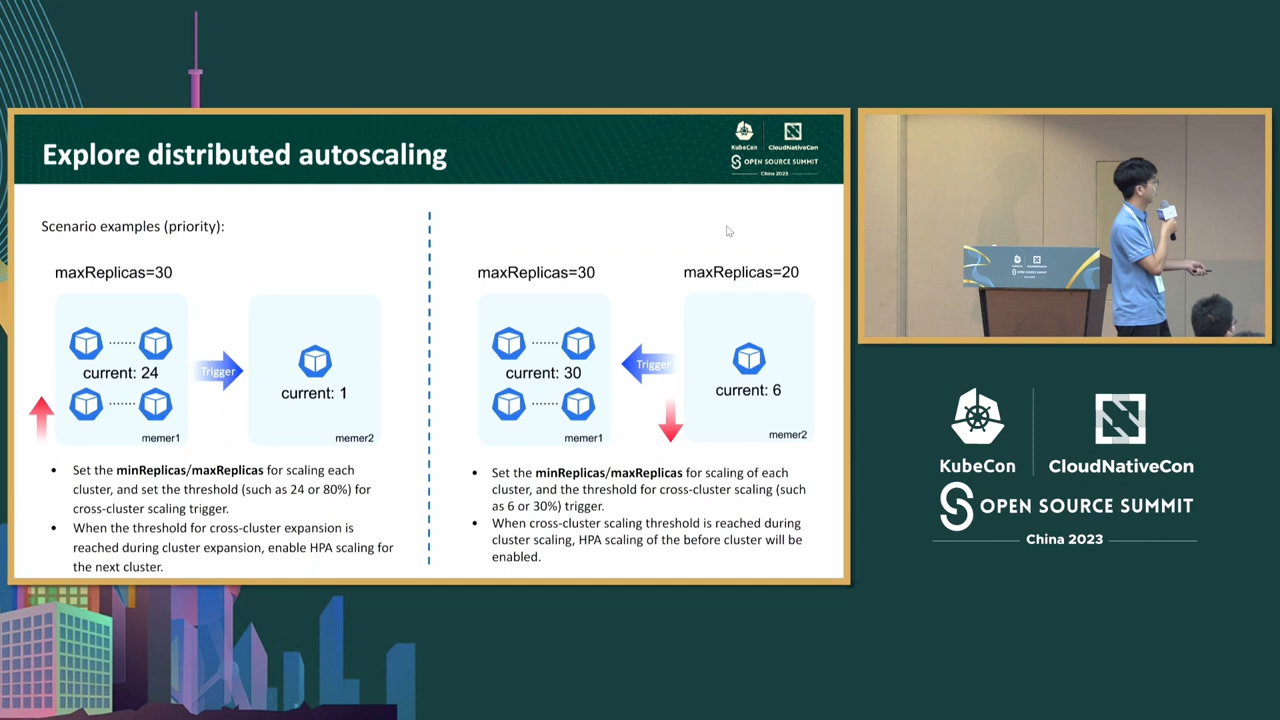 Explore distributed autoscaling
KubeCon
CloudNativeCon
OPEN SOURCE SUMMIT
China 2023
Scenario examples (priority):
maxReplicas=30
current: 24
memer1
Trigger
current: 1
memer2
Set the minReplicas/maxReplicas for scaling each
cluster, and set the threshold (such as 24 or 80%) for
cross-cluster scaling trigger.
When the threshold for cross-cluster expansion is
reached during cluster expansion, enable HPA scaling for
the next cluster.
maxReplicas=30
maxReplicas=20
current: 30
memer1
Trigger
current: 6
memer2
Set the minReplicas/maxReplicas for scaling of each
cluster, and the threshold for cross-cluster scaling (such
as 6 or 30%) trigger.
When cross-cluster scaling threshold is reached during
cluster scaling, HPA scaling of the before cluster will be
enabled.
OPEN SOURCE SUMMIT
KubeCon
CloudNativeCon
OPEN SOURCE SUMMIT
China 2023